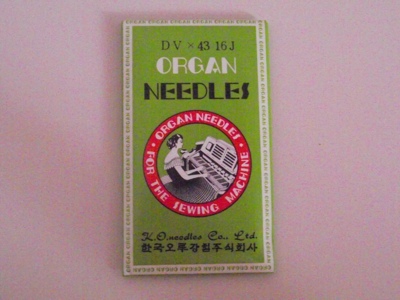 DV×43 16J
ORGAN
NEEDLES
ORGAN NEEDLES
FOR THE SEWING MACHINE
K.O.needles Co., Ltd.
한국오루강침주식회사